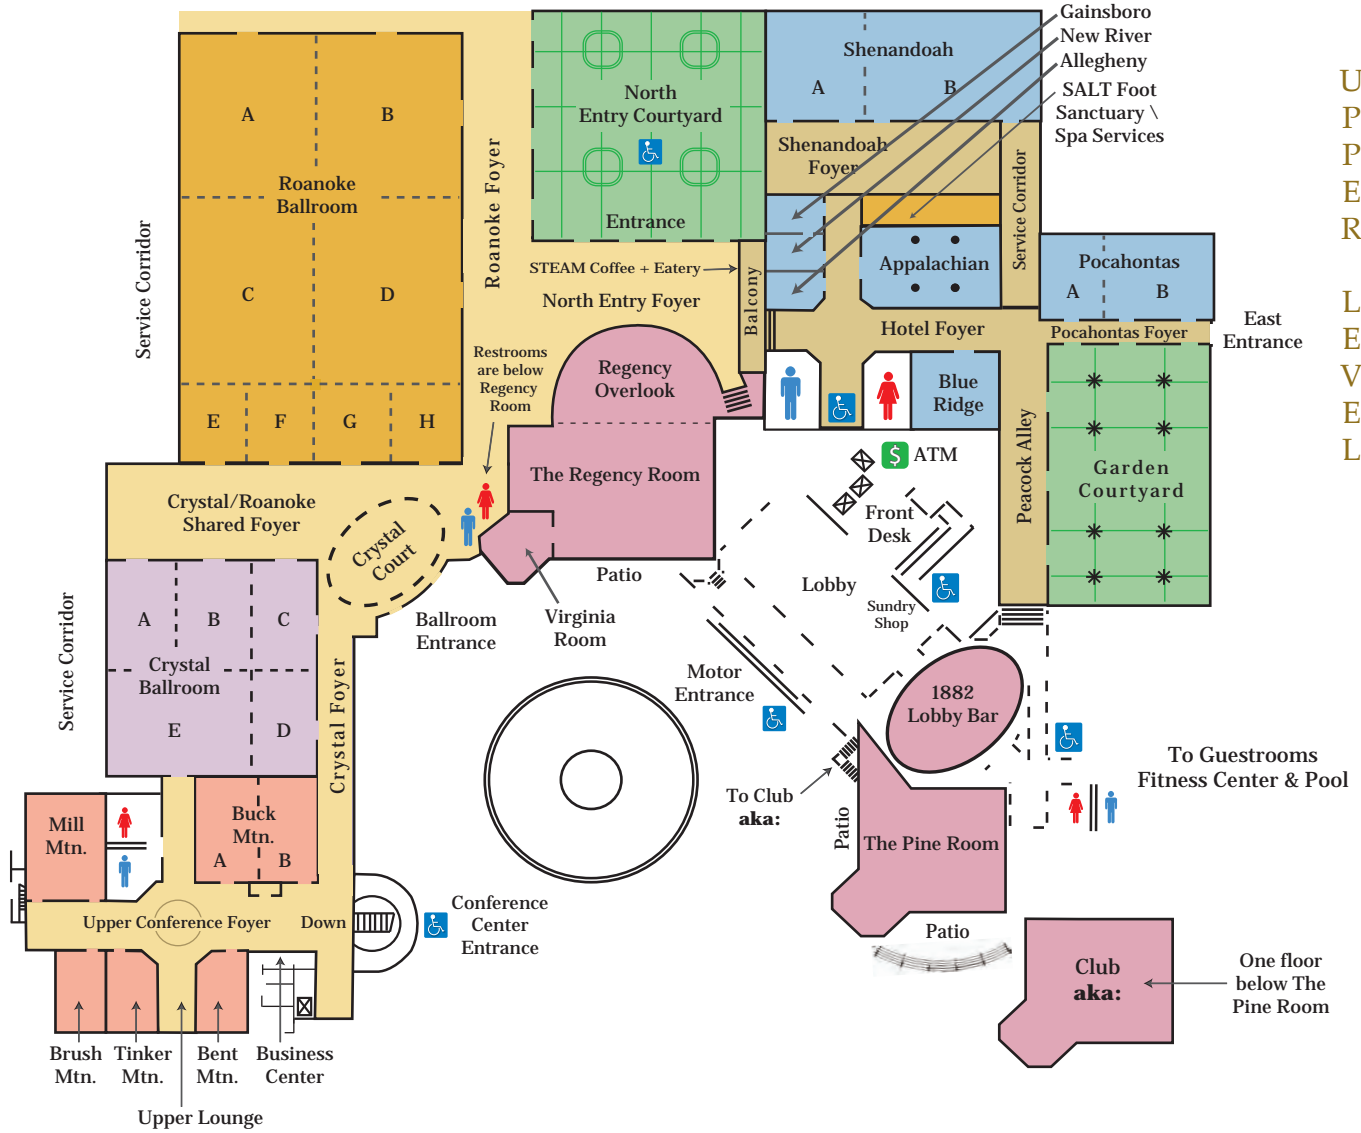 Gainsboro
New River
Allegheny
SALT Foot
Sanctuary \
Spa Services
UPPER LEVEL
Shenandoah
A
B
North
Entry Courtyard
Entrance
Shenandoah
Foyer
Service Corridor
A
B
Roanoke
Ballroom
C
D
E
F
G
H
Service Corridor
Roanoke Foyer
STEAM Coffee + Eatery
North Entry Foyer
Balcony
Appalachian
Pocahontas
A
B
Hotel Foyer
Pocahontas Foyer
East
Entrance
Restrooms
are below
Regency
Room
Regency
Overlook
The Regency Room
Blue
Ridge
Peacock Alley
Garden
Courtyard
$
ATM
Front
Desk
Lobby
Sundry
Shop
Crystal/Roanoke
Shared Foyer
Crystal
Court
Patio
Virginia
Room
Ballroom
Entrance
Service Corridor
A
B
C
Crystal
Ballroom
E
D
Crystal Foyer
Motor
Entrance
1882
Lobby Bar
To Guestrooms
Fitness Center & Pool
To Club
aka:
Patio
The Pine Room
Patio
Mill
Mtn.
Buck
Mtn.
A
B
Upper Conference Foyer
Down
Conference
Center
Entrance
Club
aka:
One floor
below The
Pine Room
Brush
Mtn.
Tinker
Mtn.
Bent
Mtn.
Business
Center
Upper Lounge